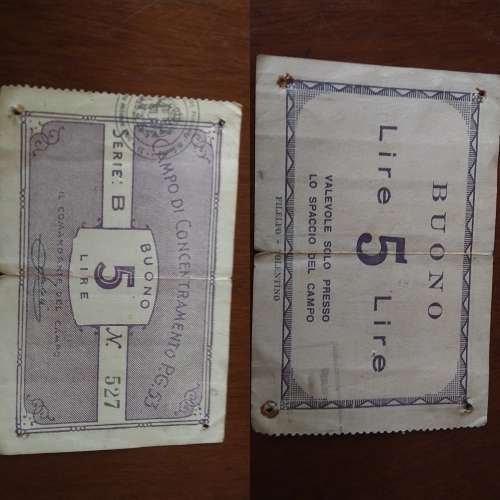 CAMPO DI CONCENTRAMENTO P.G. 53
SERIE: B
N. 527
BUONO
5
LIRE
IL COMANDANTE DEL CAMPO
BUONO
Lire 5 Lire
VALEVOLE SOLO PRESSO
LO SPACCIO DEL CAMPO
FILELFO - TOLENTINO